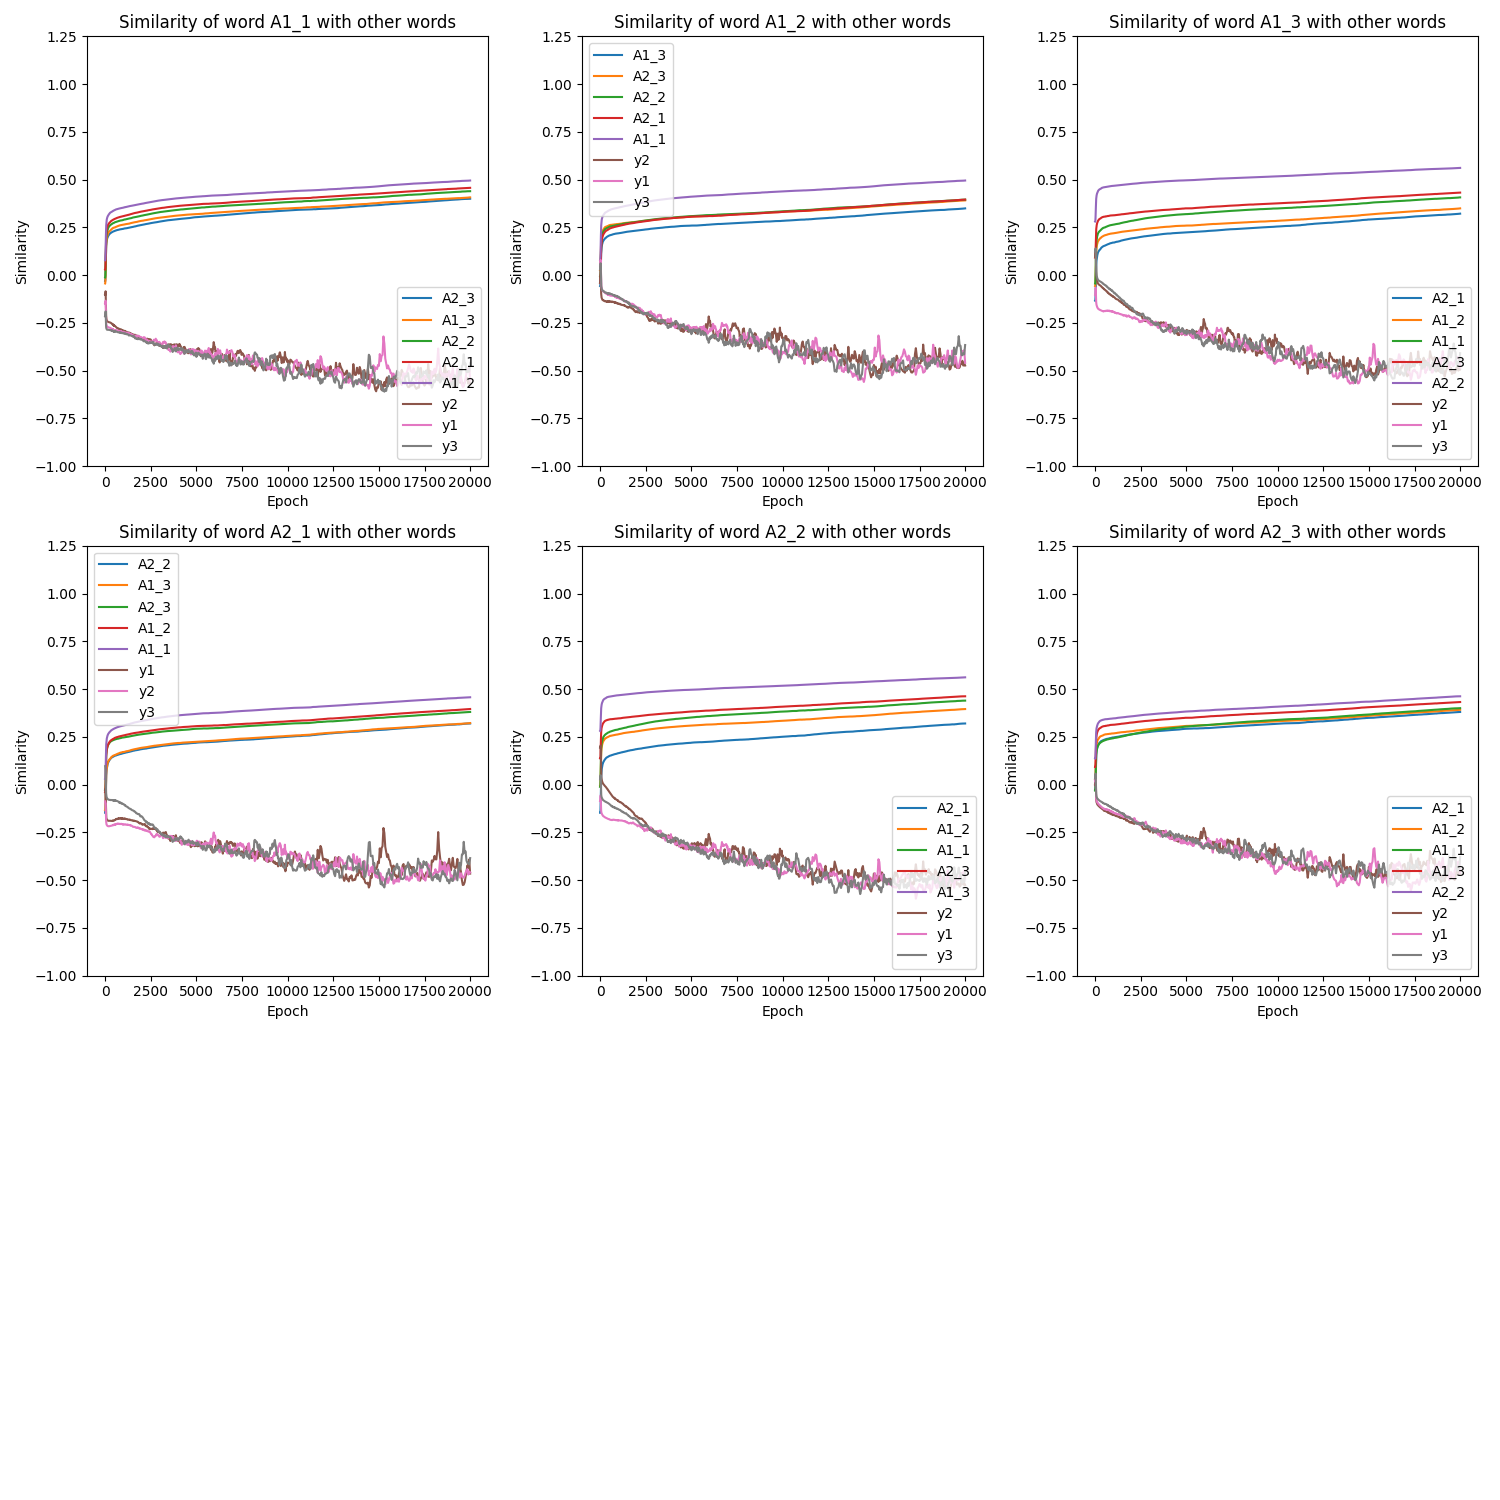 Similarity of word A1_1 with other words
1.25
1.00
0.75
0.50
0.25
0.00
−0.25
−0.50
−0.75
−1.00
Similarity
A2_3
A1_3
A2_2
A2_1
A1_2
y2
y1
y3
0 2500 5000 7500 10000 12500 15000 17500 20000
Epoch
Similarity of word A1_2 with other words
1.25
1.00
0.75
0.50
0.25
0.00
−0.25
−0.50
−0.75
−1.00
Similarity
A1_3
A2_3
A2_2
A2_1
A1_1
y2
y1
y3
0 2500 5000 7500 10000 12500 15000 17500 20000
Epoch
Similarity of word A1_3 with other words
1.25
1.00
0.75
0.50
0.25
0.00
−0.25
−0.50
−0.75
−1.00
Similarity
A2_1
A1_2
A1_1
A2_3
A2_2
y2
y1
y3
0 2500 5000 7500 10000 12500 15000 17500 20000
Epoch
Similarity of word A2_1 with other words
1.25
1.00
0.75
0.50
0.25
0.00
−0.25
−0.50
−0.75
−1.00
Similarity
A2_2
A1_3
A2_3
A1_2
A1_1
y1
y2
y3
0 2500 5000 7500 10000 12500 15000 17500 20000
Epoch
Similarity of word A2_2 with other words
1.25
1.00
0.75
0.50
0.25
0.00
−0.25
−0.50
−0.75
−1.00
Similarity
A2_1
A1_2
A1_1
A2_3
A1_3
y2
y1
y3
0 2500 5000 7500 10000 12500 15000 17500 20000
Epoch
Similarity of word A2_3 with other words
1.25
1.00
0.75
0.50
0.25
0.00
−0.25
−0.50
−0.75
−1.00
Similarity
A2_1
A1_2
A1_1
A1_3
A2_2
y2
y1
y3
0 2500 5000 7500 10000 12500 15000 17500 20000
Epoch